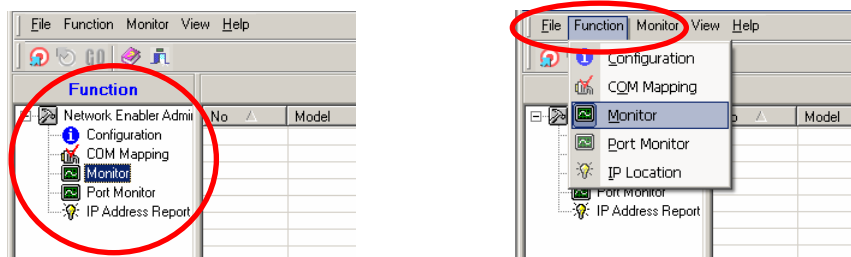 File Function Monitor View Help
GO
Function
Network Enabler Admi
No Model
Configuration
COM Mapping
Monitor
Port Monitor
IP Address Report
File Function Monitor View Help
Configuration
COM Mapping
Monitor
Model
Port Monitor
IP Location
Port Monitor
IP Address Report